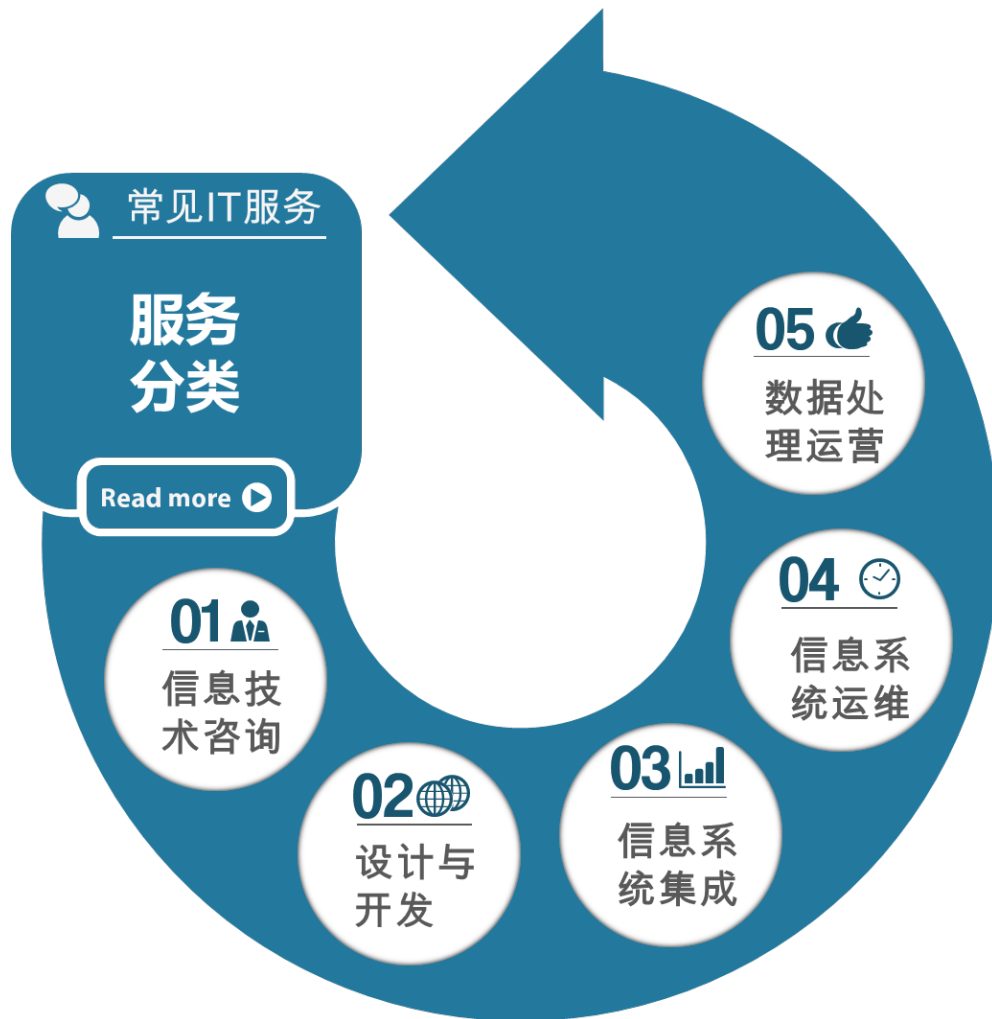 常见IT服务
服务
分类
Read more
01
信息技
术咨询
02
设计与
开发
03
信息系
统集成
04
信息系
统运维
05
数据处
理运营